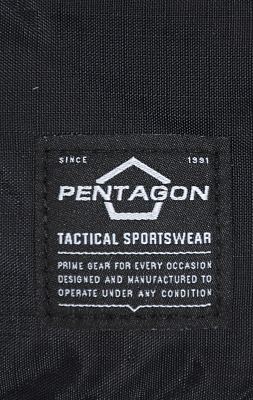 SINCE 1991
PENTAGON
TACTICAL SPORTSWEAR
PRIME GEAR FOR EVERY OCCASION
DESIGNED AND MANUFACTURED TO
OPERATE UNDER ANY CONDITION